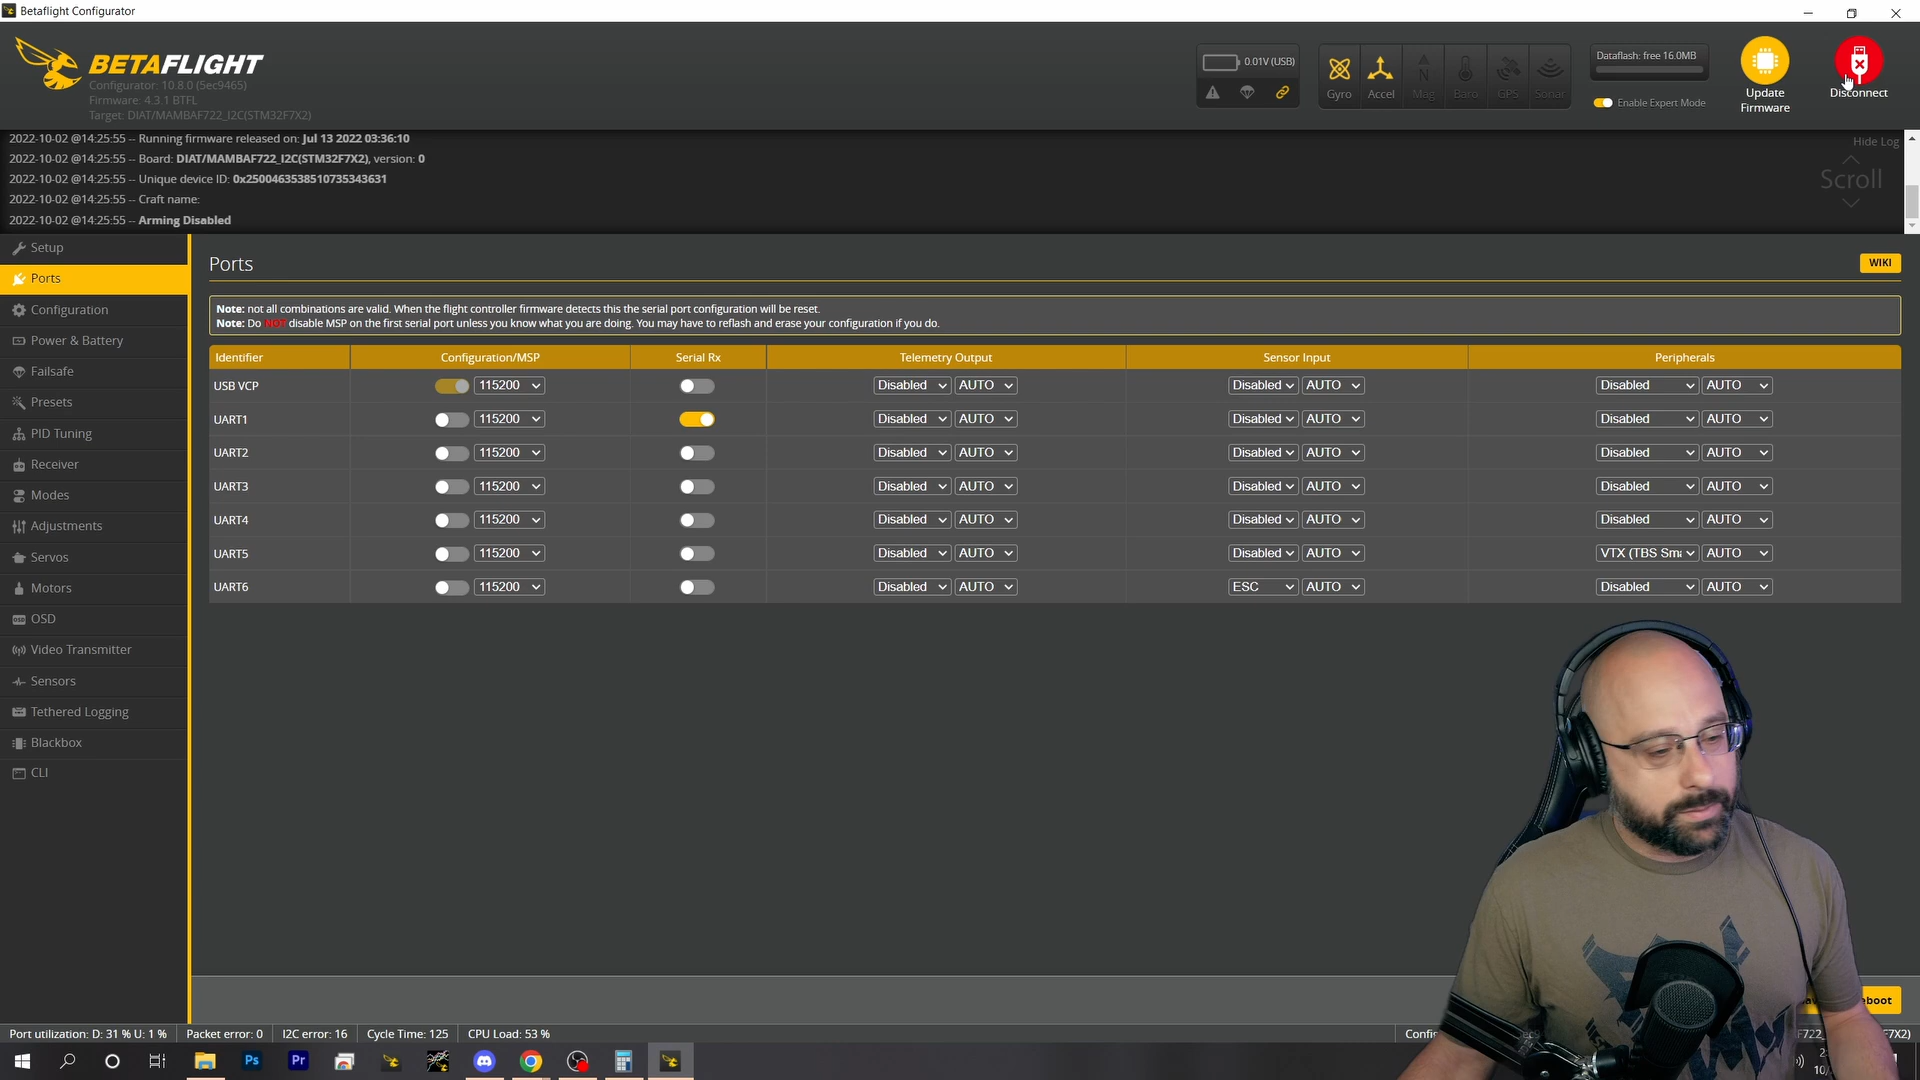 Betaflight Configurator
BETAFLIGHT
Configurator: 10.8.0 (5ec9465)
Firmware: 4.3.1 BTFL
Target: DIAT/MAMBAF722_I2C(STM32F7X2)
0.01V (USB)
Gyro Accel Mag Baro GPS Sonar
Dataflash: free 16.0MB
Enable Expert Mode
Update Firmware
Disconnect
2022-10-02 @14:25:55 -- Running firmware released on: Jul 13 2022 03:36:10
2022-10-02 @14:25:55 -- Board: DIAT/MAMBAF722_I2C(STM32F7X2), version: 0
2022-10-02 @14:25:55 -- Unique device ID: 0x2500463538510735343631
2022-10-02 @14:25:55 -- Craft name:
2022-10-02 @14:25:55 -- Arming Disabled
Hide Log
Scroll
Setup
Ports
Configuration
Power & Battery
Failsafe
Presets
PID Tuning
Receiver
Modes
Adjustments
Servos
Motors
OSD
Video Transmitter
Sensors
Tethered Logging
Blackbox
CLI
Ports
WIKI
Note: not all combinations are valid. When the flight controller firmware detects this the serial port configuration will be reset.
Note: Do NOT disable MSP on the first serial port unless you know what you are doing. You may have to reflash and erase your configuration if you do.
Identifier Configuration/MSP Serial Rx Telemetry Output Sensor Input Peripherals
USB VCP 115200 Disabled AUTO Disabled AUTO Disabled AUTO
UART1 115200 Disabled AUTO Disabled AUTO Disabled AUTO
UART2 115200 Disabled AUTO Disabled AUTO Disabled AUTO
UART3 115200 Disabled AUTO Disabled AUTO Disabled AUTO
UART4 115200 Disabled AUTO Disabled AUTO Disabled AUTO
UART5 115200 Disabled AUTO Disabled AUTO VTX (TBS Sma AUTO
UART6 115200 Disabled AUTO ESC AUTO Disabled AUTO
boot
Port utilization: D: 31 % U: 1 % Packet error: 0 I2C error: 16 Cycle Time: 125 CPU Load: 53 %
Config
F7X2)
Ps
Pr